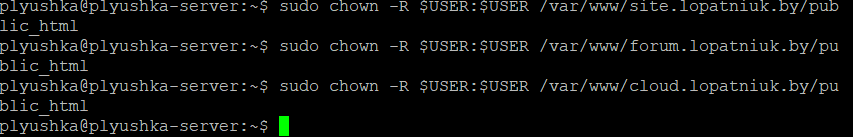 plyushka@plyushka-server:~$ sudo chown -R $USER:$USER /var/www/site.lopatniuk.by/pub
lic_html
plyushka@plyushka-server:~$ sudo chown -R $USER:$USER /var/www/forum.lopatniuk.by/pu
blic_html
plyushka@plyushka-server:~$ sudo chown -R $USER:$USER /var/www/cloud.lopatniuk.by/pu
blic_html
plyushka@plyushka-server:~$